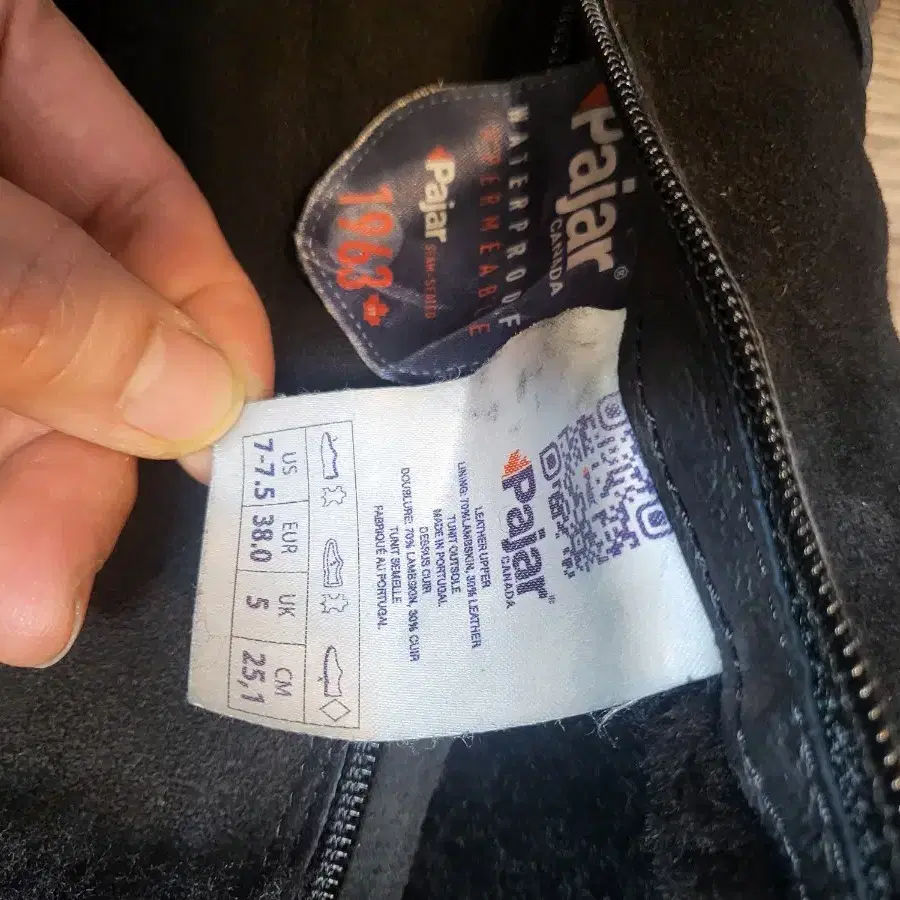 Pajar®
CANADA
WATERPROOF
Pajar
SEAM-SEALED
1963
Pajar
CANADA
LEATHER UPPER
LINING: 70% LAMBSKIN, 30% LEATHER
TUNIT OUTSOLE
MADE IN PORTUGAL
DESSUS CUIR
DOUBLURE: 70% LAMBSKIN, 30% CUIR
TUNIT SEMELLE
FABRIQUÉ AU PORTUGAL
US EUR UK CM
7-7.5 38.0 5 25,1